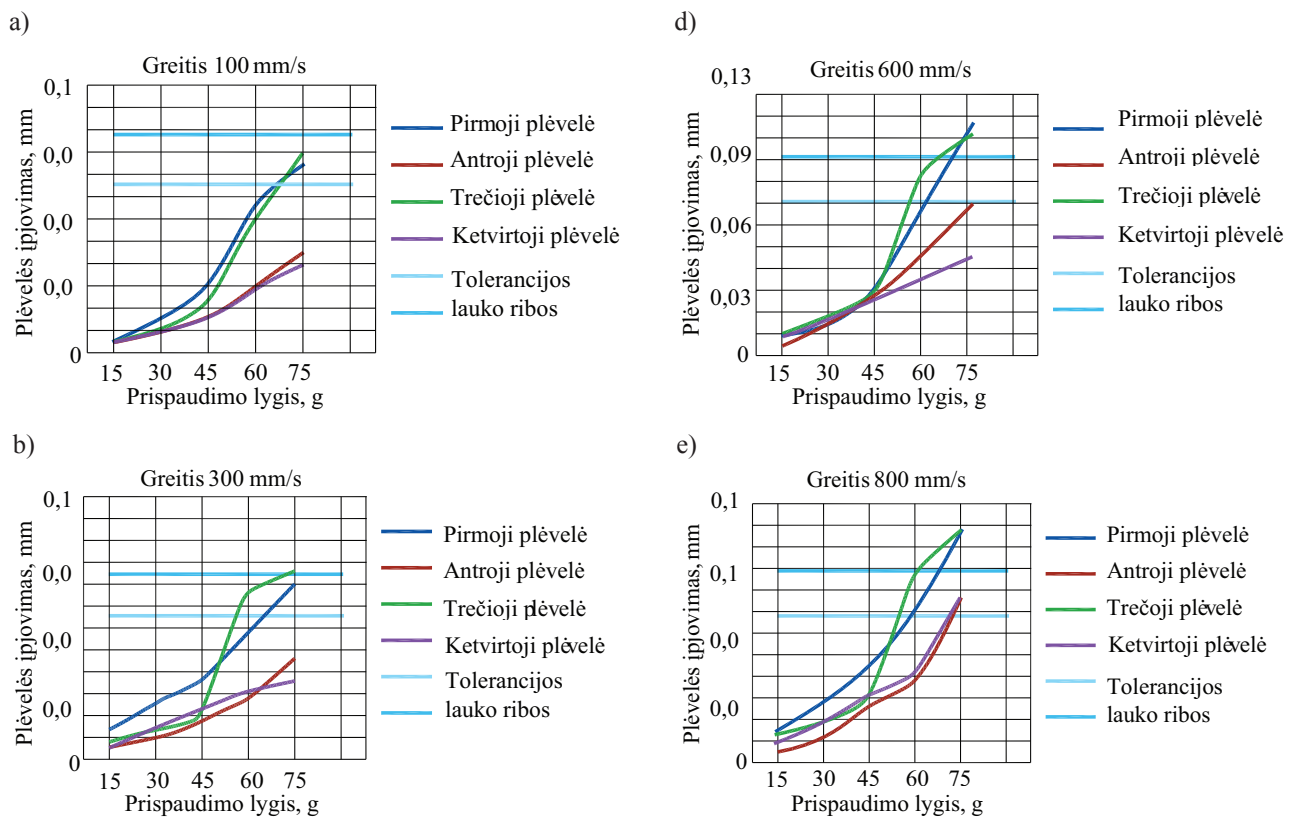 a)
Greitis 100 mm/s
Plėvelės įpjovimas, mm
0,1
0,0
0,0
0,0
0
15 30 45 60 75
Prispaudimo lygis, g
Pirmoji plėvelė
Antroji plėvelė
Trečioji plėvelė
Ketvirtoji plėvelė
Tolerancijos
lauko ribos
d)
Greitis 600 mm/s
Plėvelės įpjovimas, mm
0,13
0,09
0,06
0,03
0
15 30 45 60 75
Prispaudimo lygis, g
Pirmoji plėvelė
Antroji plėvelė
Trečioji plėvelė
Ketvirtoji plėvelė
Tolerancijos
lauko ribos
b)
Greitis 300 mm/s
Plėvelės įpjovimas, mm
0,1
0,0
0,0
0,0
0
15 30 45 60 75
Prispaudimo lygis, g
Pirmoji plėvelė
Antroji plėvelė
Trečioji plėvelė
Ketvirtoji plėvelė
Tolerancijos
lauko ribos
e)
Greitis 800 mm/s
Plėvelės įpjovimas, mm
0,1
0,1
0,0
0,0
0
15 30 45 60 75
Prispaudimo lygis, g
Pirmoji plėvelė
Antroji plėvelė
Trečoji plėvelė
Ketvirtoji plėvelė
Tolerancijos
lauko ribos